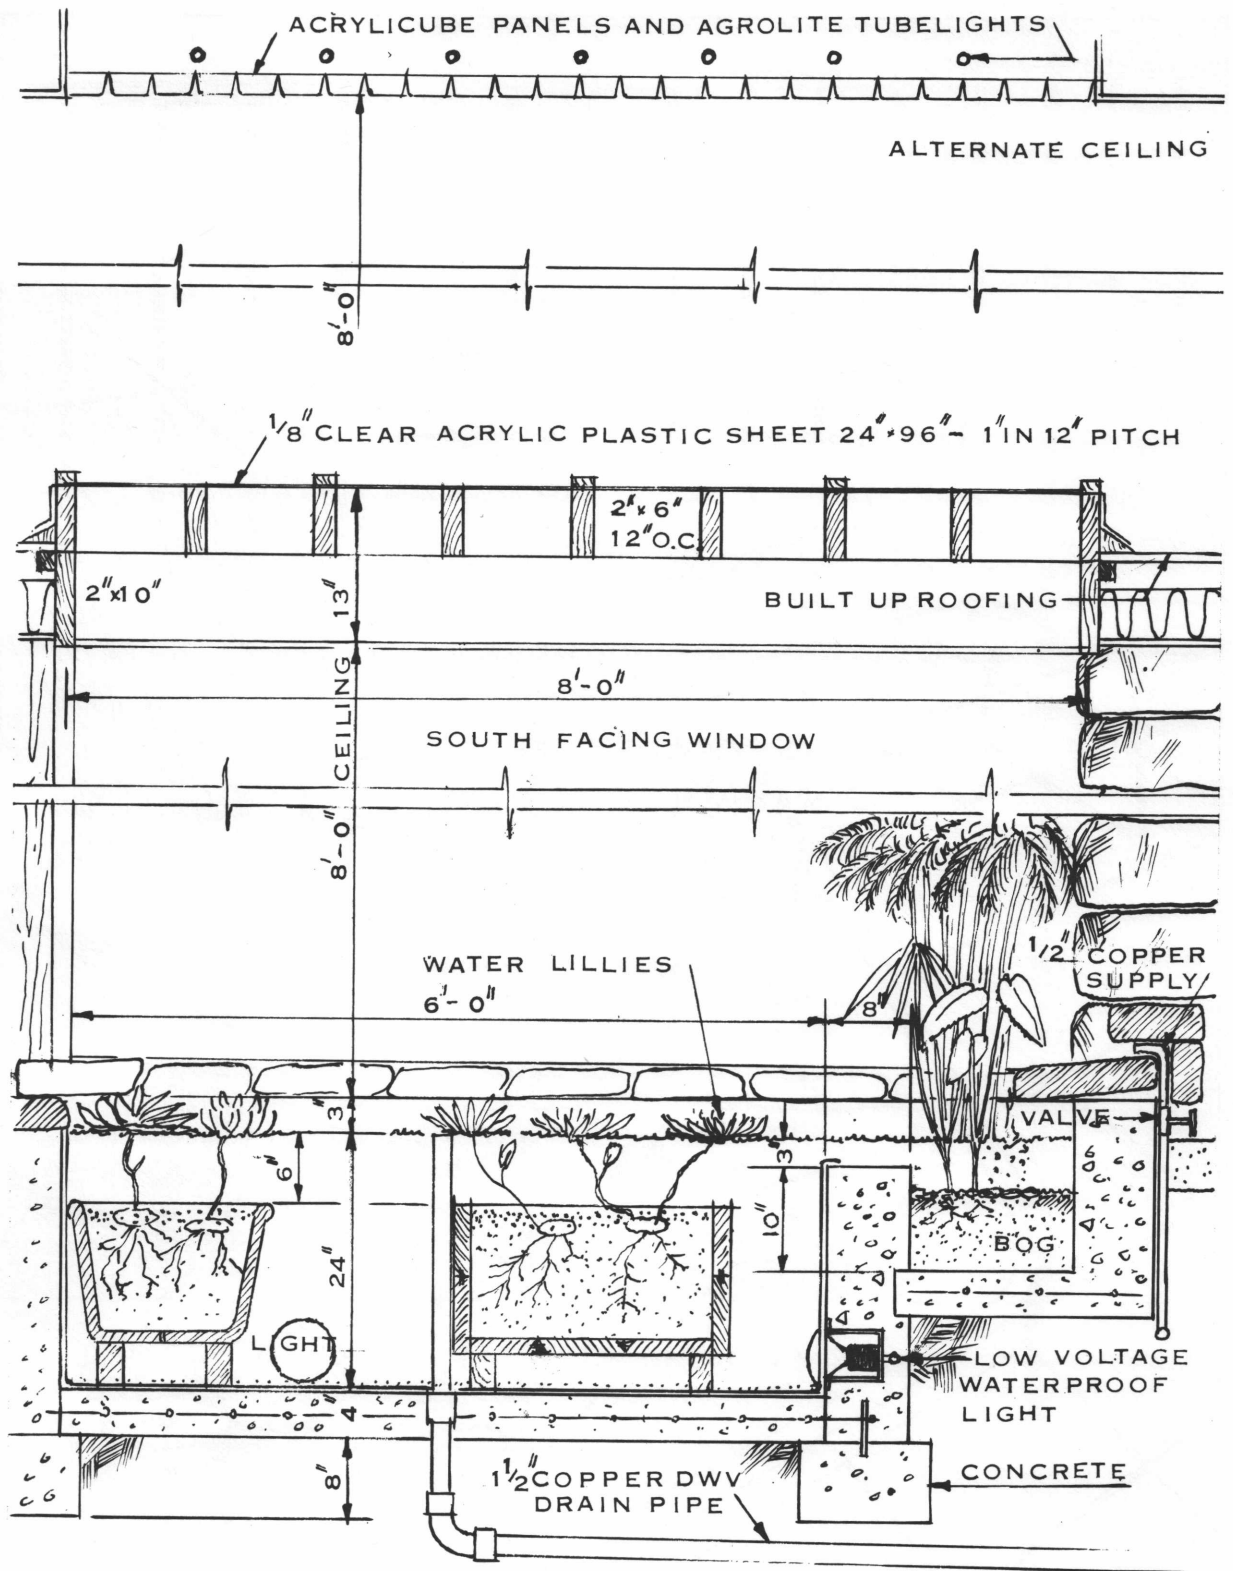 ACRYLICUBE PANELS AND AGROLITE TUBELIGHTS
ALTERNATE CEILING
8'-0"
1/8" CLEAR ACRYLIC PLASTIC SHEET 24"x96"- 1"IN 12" PITCH
2"x 6"
12"O.C.
2"x10"
13"
BUILT UP ROOFING
8'-0"
8'-0" CEILING
SOUTH FACING WINDOW
WATER LILLIES
6'-0"
8"
1/2" COPPER
SUPPLY
3"
VALVE
6"
3"
10"
24"
BOG
LIGHT
LOW VOLTAGE
WATERPROOF
LIGHT
4"
8"
1 1/2" COPPER DWV
DRAIN PIPE
CONCRETE